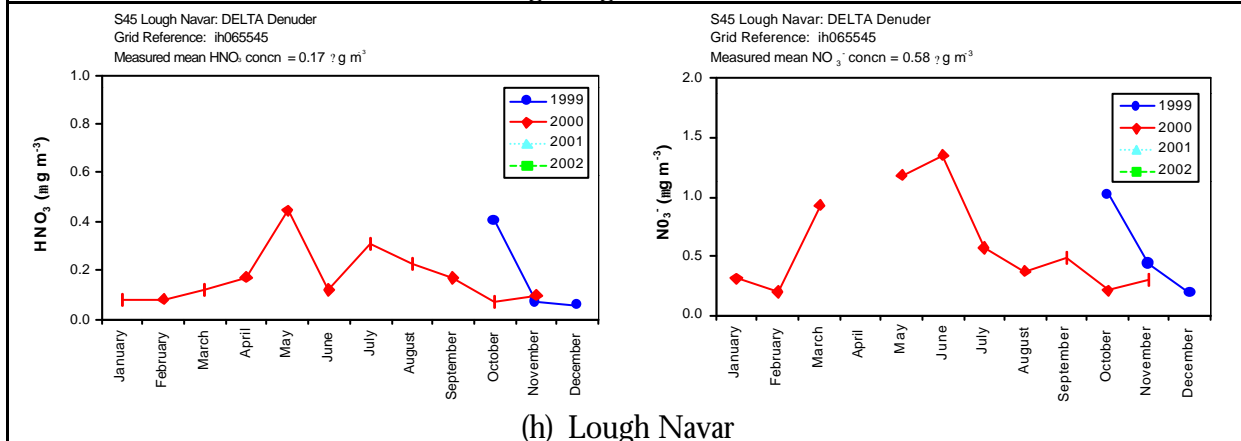 S45 Lough Navar: DELTA Denuder
Grid Reference: ih065545
Measured mean HNO₃ concn = 0.17 ? g m⁻³
HNO₃ (mg m⁻³)
1.0
0.8
0.6
0.4
0.2
0.0
1999
2000
2001
2002
January
February
March
April
May
June
July
August
September
October
November
December
S45 Lough Navar: DELTA Denuder
Grid Reference: ih065545
Measured mean NO₃⁻ concn = 0.58 ? g m⁻³
N0₃⁻ (mg m⁻³)
2.0
1.5
1.0
0.5
0.0
1999
2000
2001
2002
January
February
March
April
May
June
July
August
September
October
November
December
(h) Lough Navar